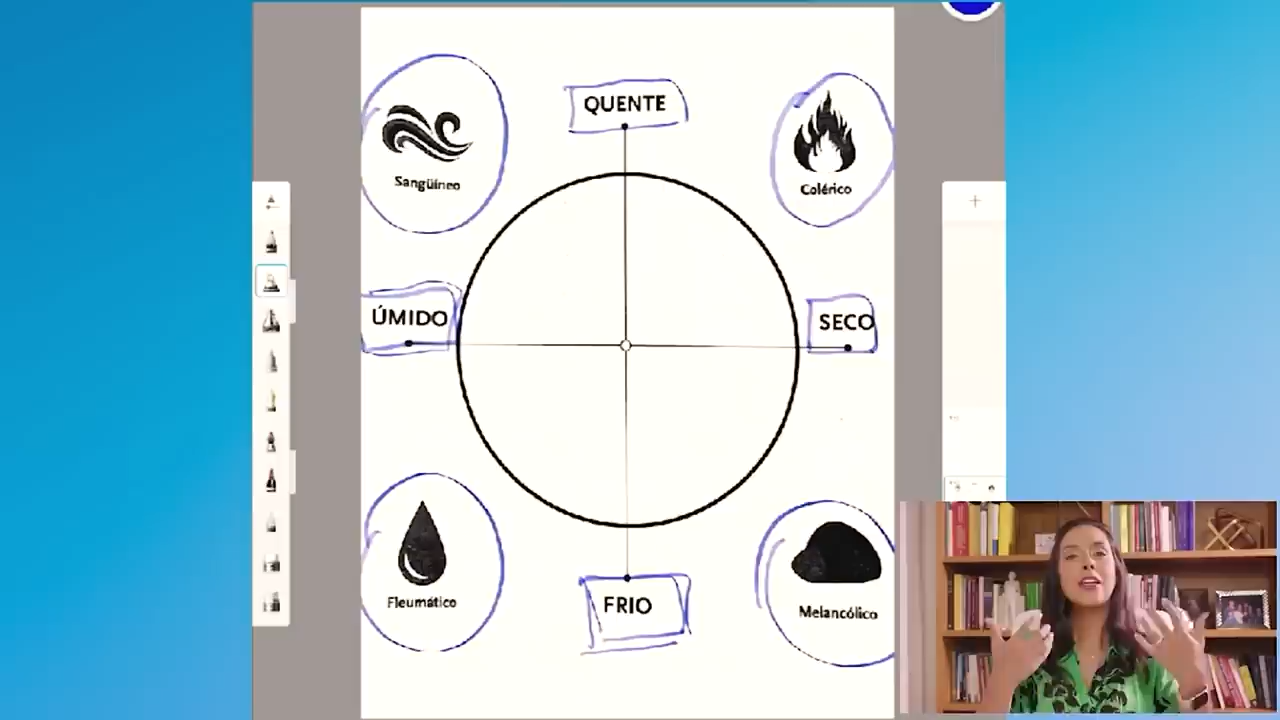 QUENTE
Sangüíneo
Colérico
ÚMIDO
SECO
Fleumático
FRIO
Melancólico